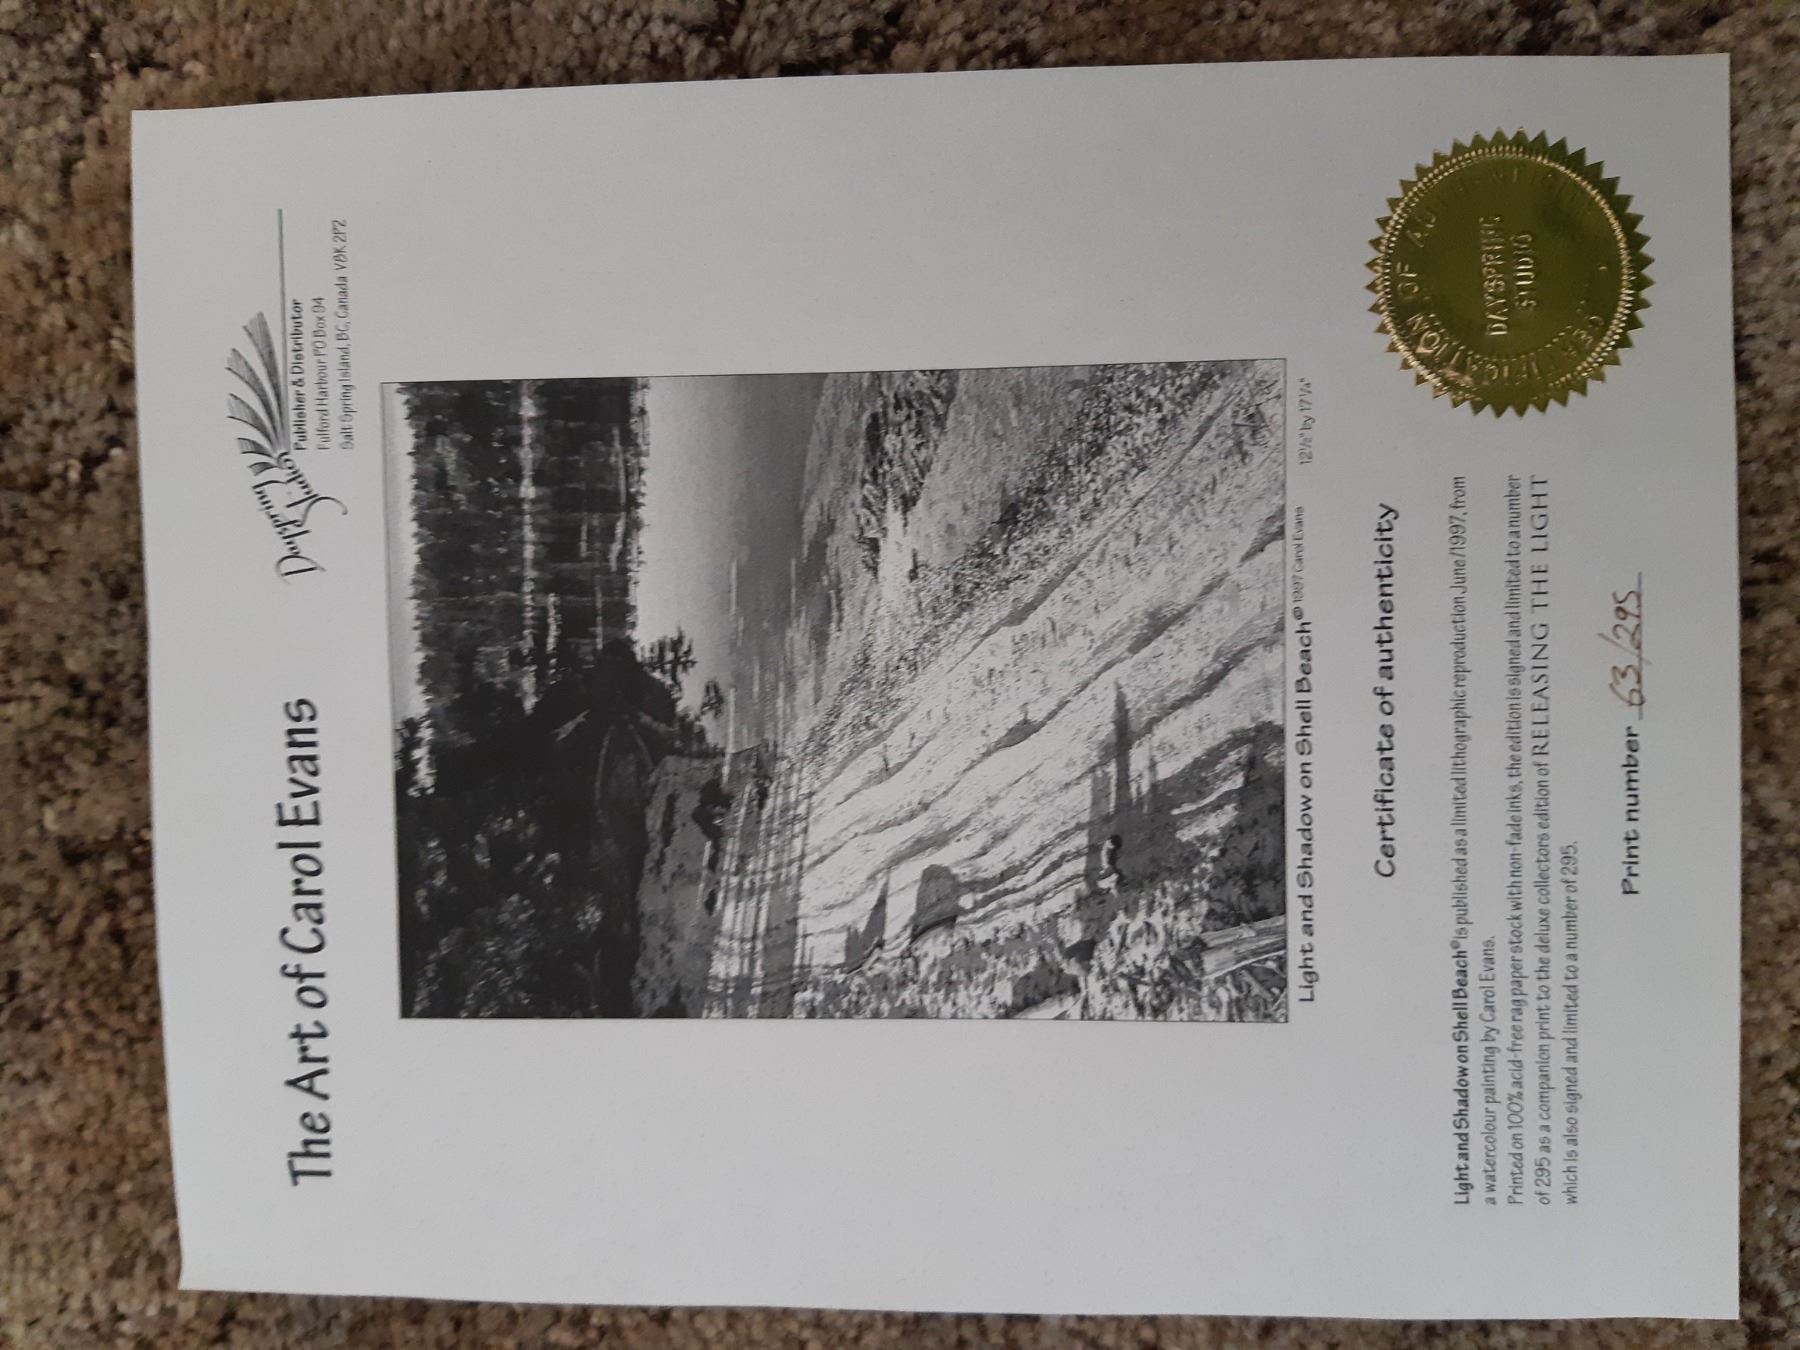 The Art of Carol Evans
Dayspring
Studio
Publisher & Distributor
Fulford Harbour PO Box 94
Salt Spring Island, BC, Canada V8K 2P2
Light and Shadow on Shell Beach © 1997 Carol Evans 12⅛" by 17¼"
Certificate of authenticity
Light and Shadow on Shell Beach © is published as a limited lithographic reproduction June/1997, from
a watercolour painting by Carol Evans.
Printed on 100% acid-free rag paper stock with non-fade inks, the edition is signed and limited to a number
of 295 as a companion print to the deluxe collectors edition of RELEASING THE LIGHT
which is also signed and limited to a number of 295.
Print number 63/295
DAYSPRING
STUDIO